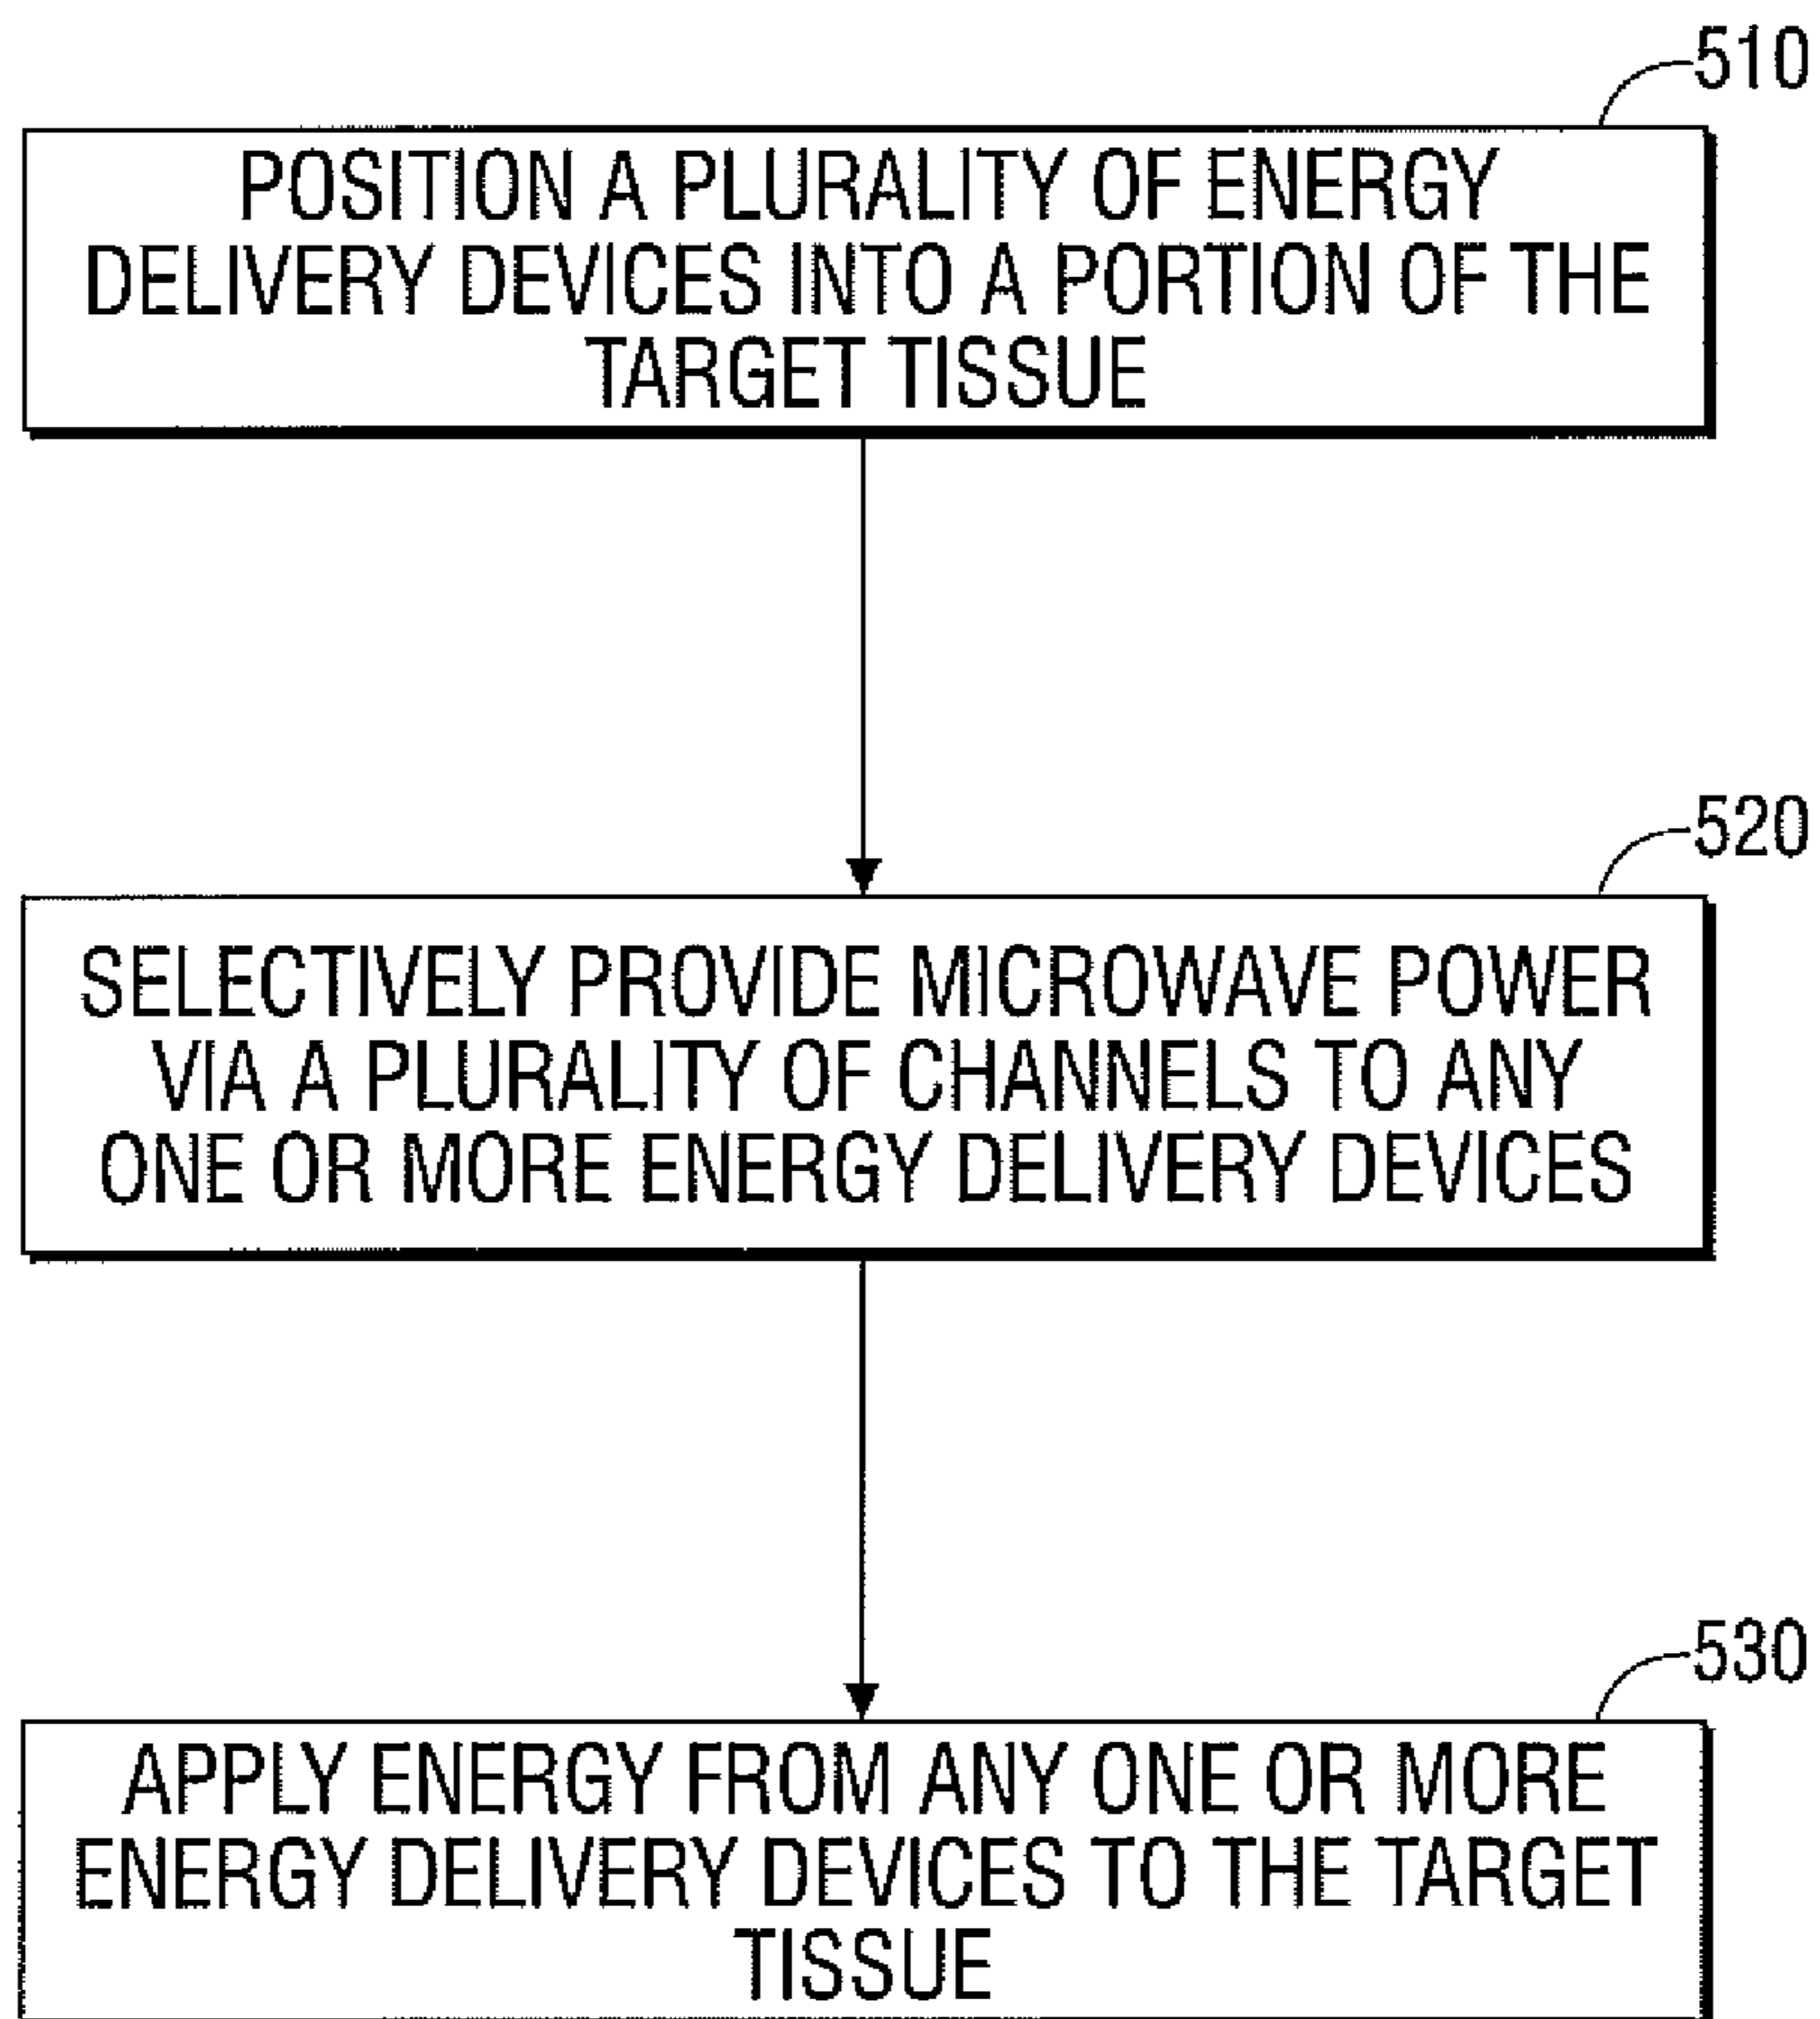 510
POSITION A PLURALITY OF ENERGY
DELIVERY DEVICES INTO A PORTION OF THE
TARGET TISSUE
520
SELECTIVELY PROVIDE MICROWAVE POWER
VIA A PLURALITY OF CHANNELS TO ANY
ONE OR MORE ENERGY DELIVERY DEVICES
530
APPLY ENERGY FROM ANY ONE OR MORE
ENERGY DELIVERY DEVICES TO THE TARGET
TISSUE